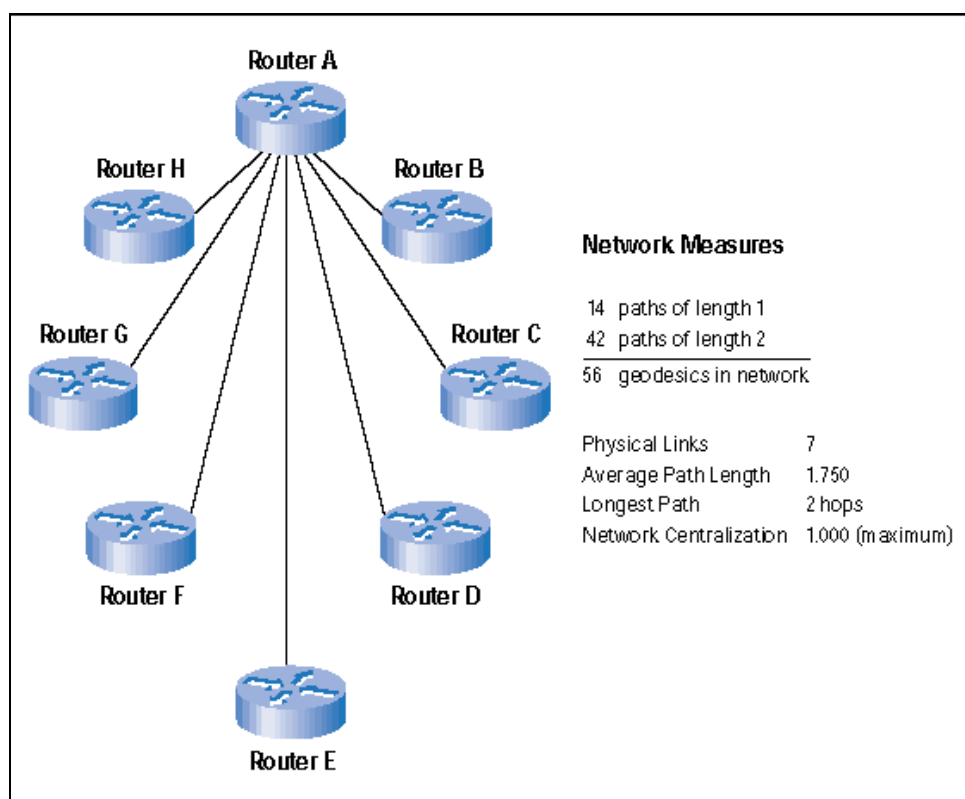 Router A
Router H
Router B
Router G
Router C
Router F
Router D
Router E
Network Measures
14 paths of length 1
42 paths of length 2
56 geodesics in network
Physical Links 7
Average Path Length 1.750
Longest Path 2 hops
Network Centralization 1.000 (maximum)